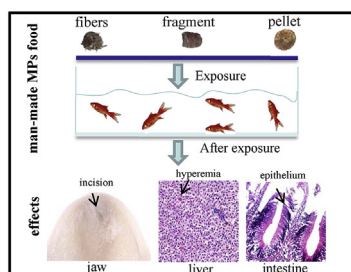 fibers fragment pellet
man-made MPs food
Exposure
After exposure
effects
incision hyperemia epithelium
jaw liver intestine